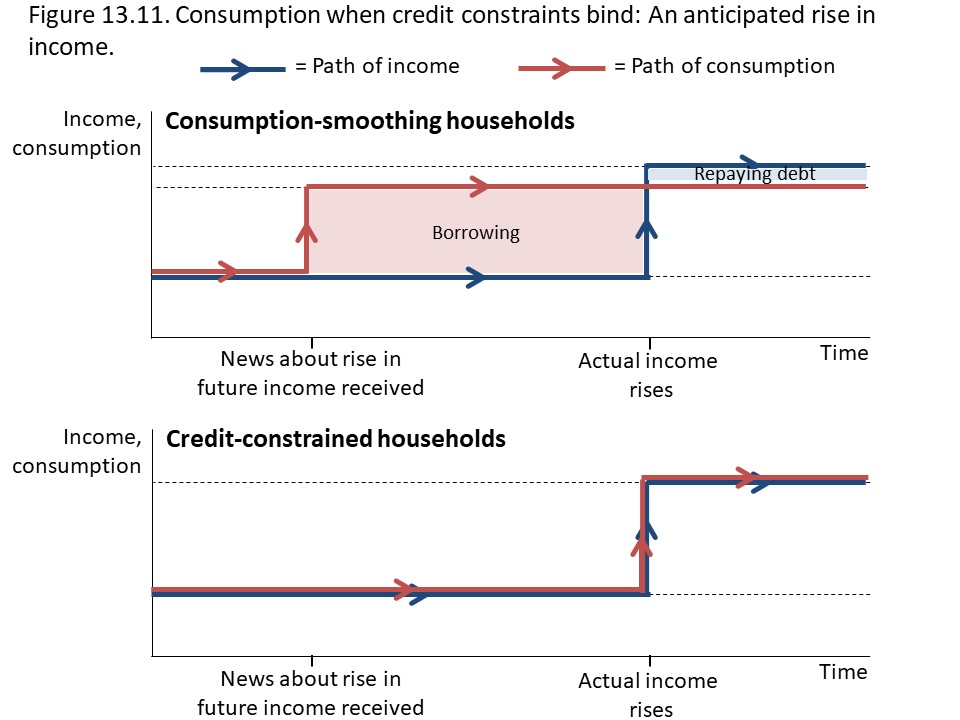 Figure 13.11. Consumption when credit constraints bind: An anticipated rise in
income.
= Path of income
= Path of consumption
Income,
consumption
Consumption-smoothing households
Repaying debt
Borrowing
News about rise in
future income received
Actual income
rises
Time
Income,
consumption
Credit-constrained households
News about rise in
future income received
Actual income
rises
Time